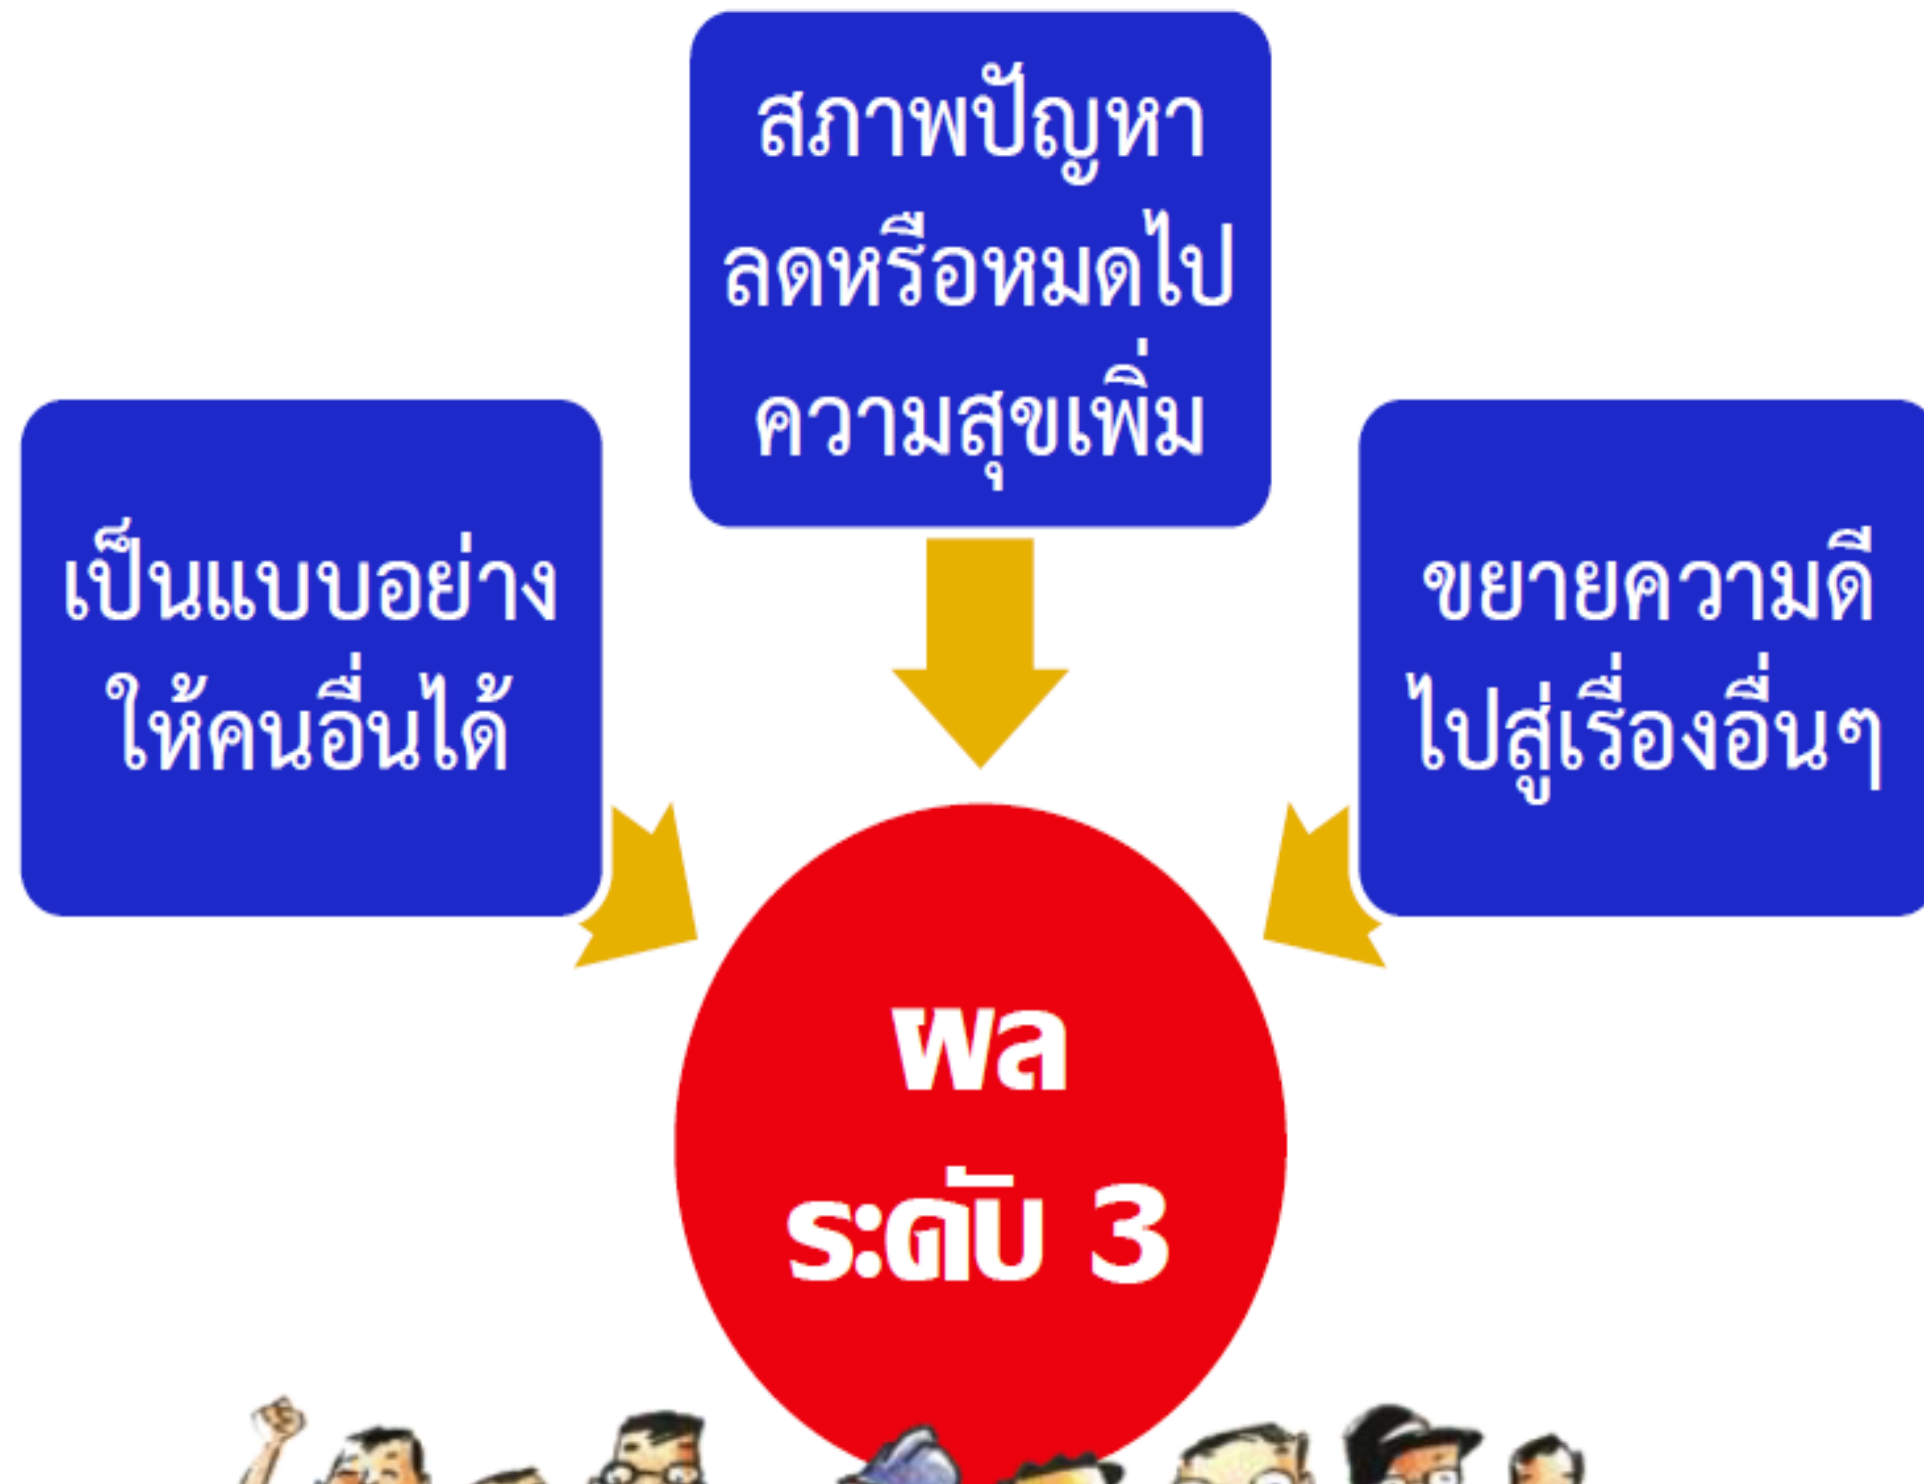 สภาพปัญหา
ลดหรือหมดไป
ความสุขเพิ่ม
เป็นแบบอย่าง
ให้คนอื่นได้
ขยายความดี
ไปสู่เรื่องอื่นๆ
ผล
ระดับ 3